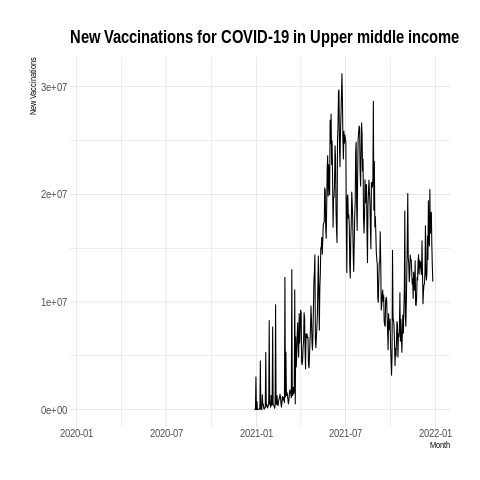 New Vaccinations for COVID-19 in Upper middle income
New Vaccinations
3e+07
2e+07
1e+07
0e+00
2020-01 2020-07 2021-01 2021-07 2022-01
Month